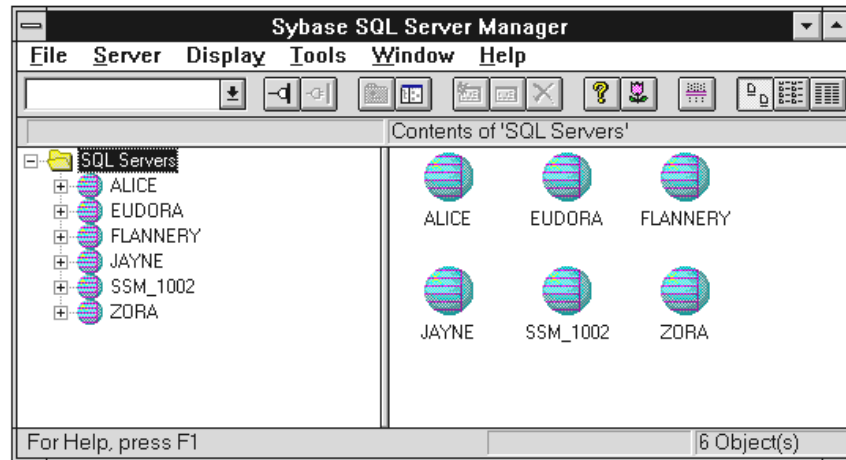 Sybase SQL Server Manager
File Server Display Tools Window Help
Contents of 'SQL Servers'
SQL Servers
ALICE
EUDORA
FLANNERY
JAYNE
SSM_1002
ZORA
ALICE EUDORA FLANNERY
JAYNE SSM_1002 ZORA
For Help, press F1 6 Object(s)